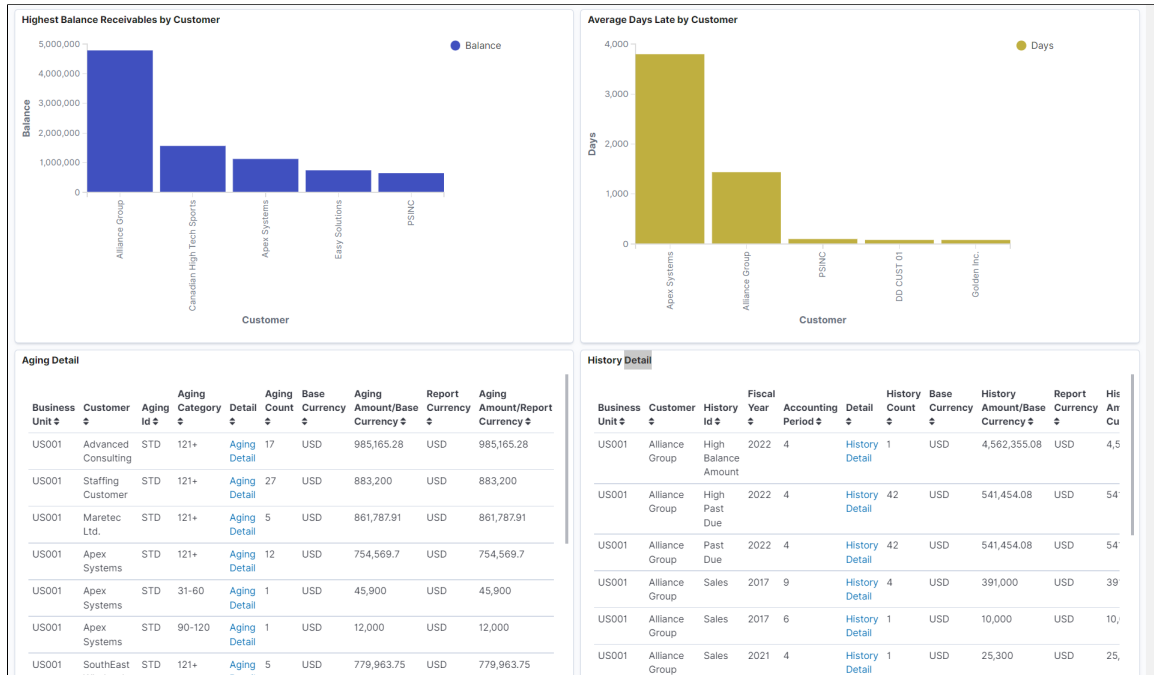 Highest Balance Receivables by Customer
5,000,000
4,000,000
3,000,000
2,000,000
1,000,000
0
Balance
Alliance Group
Canadian High Tech Sports
Apex Systems
Easy Solutions
PSINC
Customer
Balance
Average Days Late by Customer
4,000
3,000
2,000
1,000
0
Days
Apex Systems
Alliance Group
PSINC
DD CUST 01
Golden Inc.
Customer
Days
Aging Detail
Aging Aging Base Aging Report Aging
Business Customer Aging Category Detail Count Currency Amount/Base Currency Amount/Report
Unit Id Currency Currency
US001 Advanced STD 121+ Aging 17 USD 985,165.28 USD 985,165.28
Consulting Detail
US001 Staffing STD 121+ Aging 27 USD 883,200 USD 883,200
Customer Detail
US001 Maretec STD 121+ Aging 5 USD 861,787.91 USD 861,787.91
Ltd. Detail
US001 Apex STD 121+ Aging 12 USD 754,569.7 USD 754,569.7
Systems Detail
US001 Apex STD 31-60 Aging 1 USD 45,900 USD 45,900
Systems Detail
US001 Apex STD 90-120 Aging 1 USD 12,000 USD 12,000
Systems Detail
US001 SouthEast STD 121+ Aging 5 USD 779,963.75 USD 779,963.75
History Detail
Fiscal History Base History Report His
Business Customer History Year Accounting Detail Count Currency Amount/Base Currency Am
Unit Id Period Currency Cu
US001 Alliance High 2022 4 History 1 USD 4,562,355.08 USD 4,5
Group Balance Detail
Amount
US001 Alliance High 2022 4 History 42 USD 541,454.08 USD 54
Group Past Detail
Due
US001 Alliance Past 2022 4 History 42 USD 541,454.08 USD 54
Group Due Detail
US001 Alliance Sales 2017 9 History 4 USD 391,000 USD 39
Group Detail
US001 Alliance Sales 2017 6 History 1 USD 10,000 USD 10,
Group Detail
US001 Alliance Sales 2021 4 History 1 USD 25,300 USD 25,
Group Detail